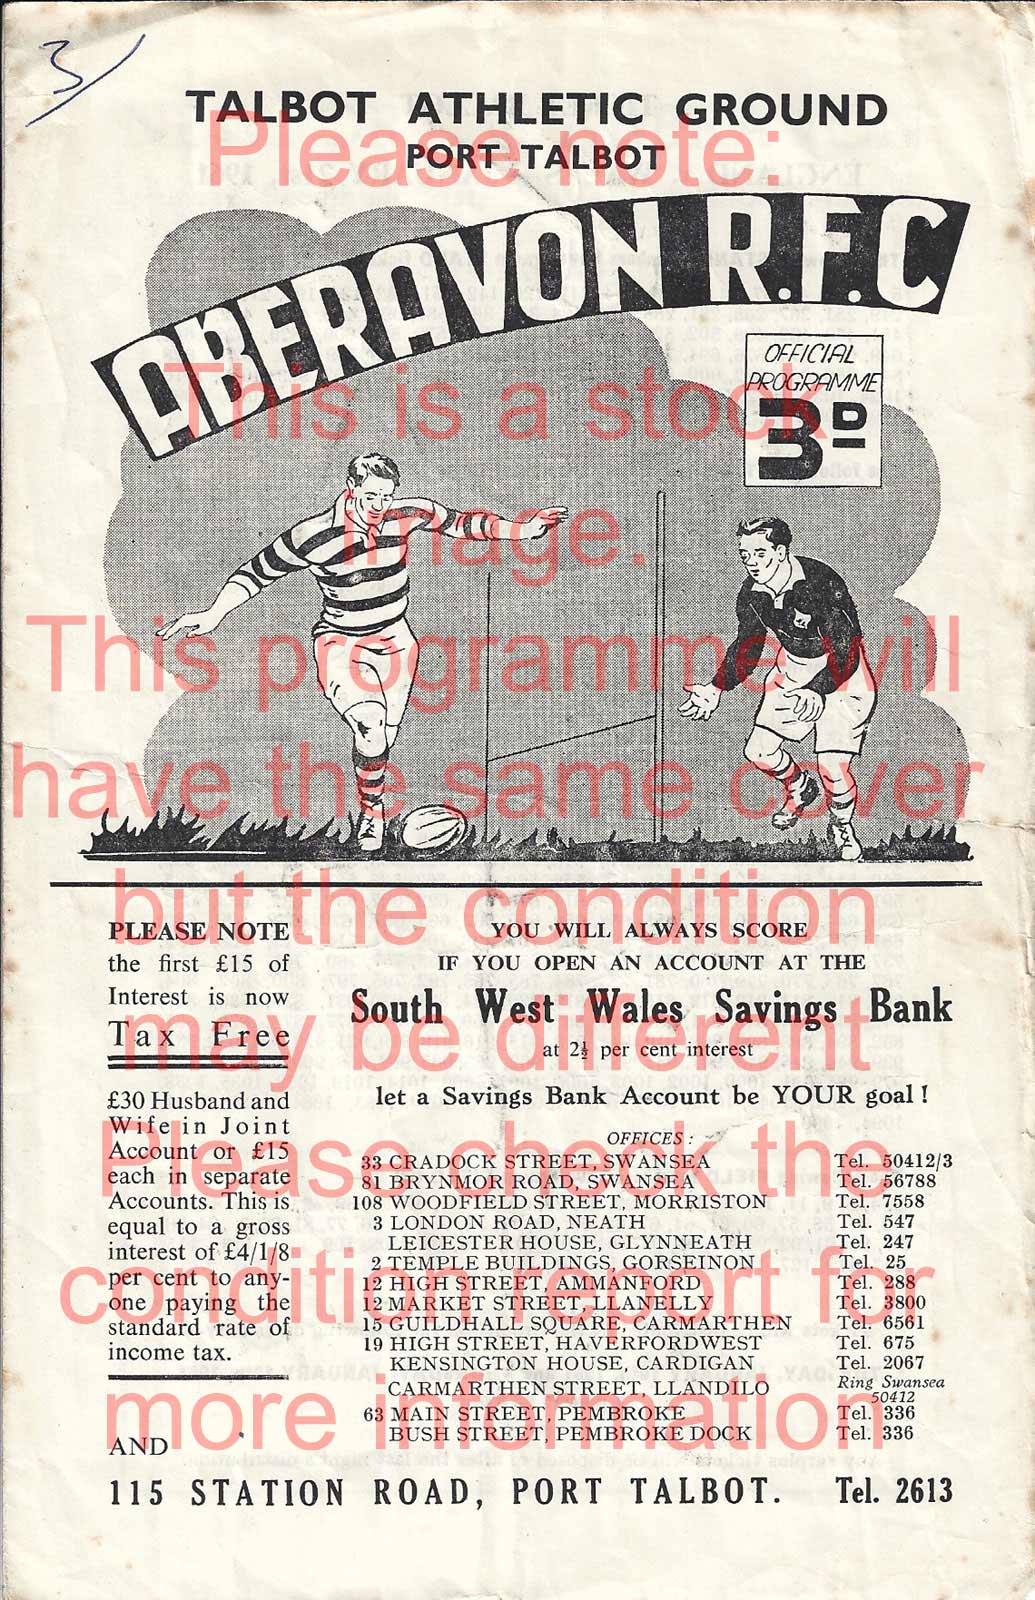 3/
TALBOT ATHLETIC GROUND
PORT TALBOT
ABERAVON R.F.C
OFFICIAL
PROGRAMME
3D
Please note:
This is a stock
image.
This programme will
have the same cover
but the condition
may be different
Please check the
condition report for
more information
PLEASE NOTE
the first £15 of
Interest is now
Tax Free
£30 Husband and
Wife in Joint
Account or £15
each in separate
Accounts. This is
equal to a gross
interest of £4/1/8
per cent to any-
one paying the
standard rate of
income tax.
AND
YOU WILL ALWAYS SCORE
IF YOU OPEN AN ACCOUNT AT THE
South West Wales Savings Bank
at 2½ per cent interest
let a Savings Bank Account be YOUR goal !
OFFICES :
33 CRADOCK STREET, SWANSEA Tel. 50412/3
81 BRYNMOR ROAD, SWANSEA Tel. 56788
108 WOODFIELD STREET, MORRISTON Tel. 7558
3 LONDON ROAD, NEATH Tel. 547
LEICESTER HOUSE, GLYNNEATH Tel. 247
2 TEMPLE BUILDINGS, GORSEINON Tel. 25
12 HIGH STREET, AMMANFORD Tel. 288
12 MARKET STREET, LLANELLY Tel. 3800
15 GUILDHALL SQUARE, CARMARTHEN Tel. 6561
19 HIGH STREET, HAVERFORDWEST Tel. 675
KENSINGTON HOUSE, CARDIGAN Tel. 2067
CARMARTHEN STREET, LLANDILO Ring Swansea 50412
63 MAIN STREET, PEMBROKE Tel. 336
BUSH STREET, PEMBROKE DOCK Tel. 336
115 STATION ROAD, PORT TALBOT. Tel. 2613